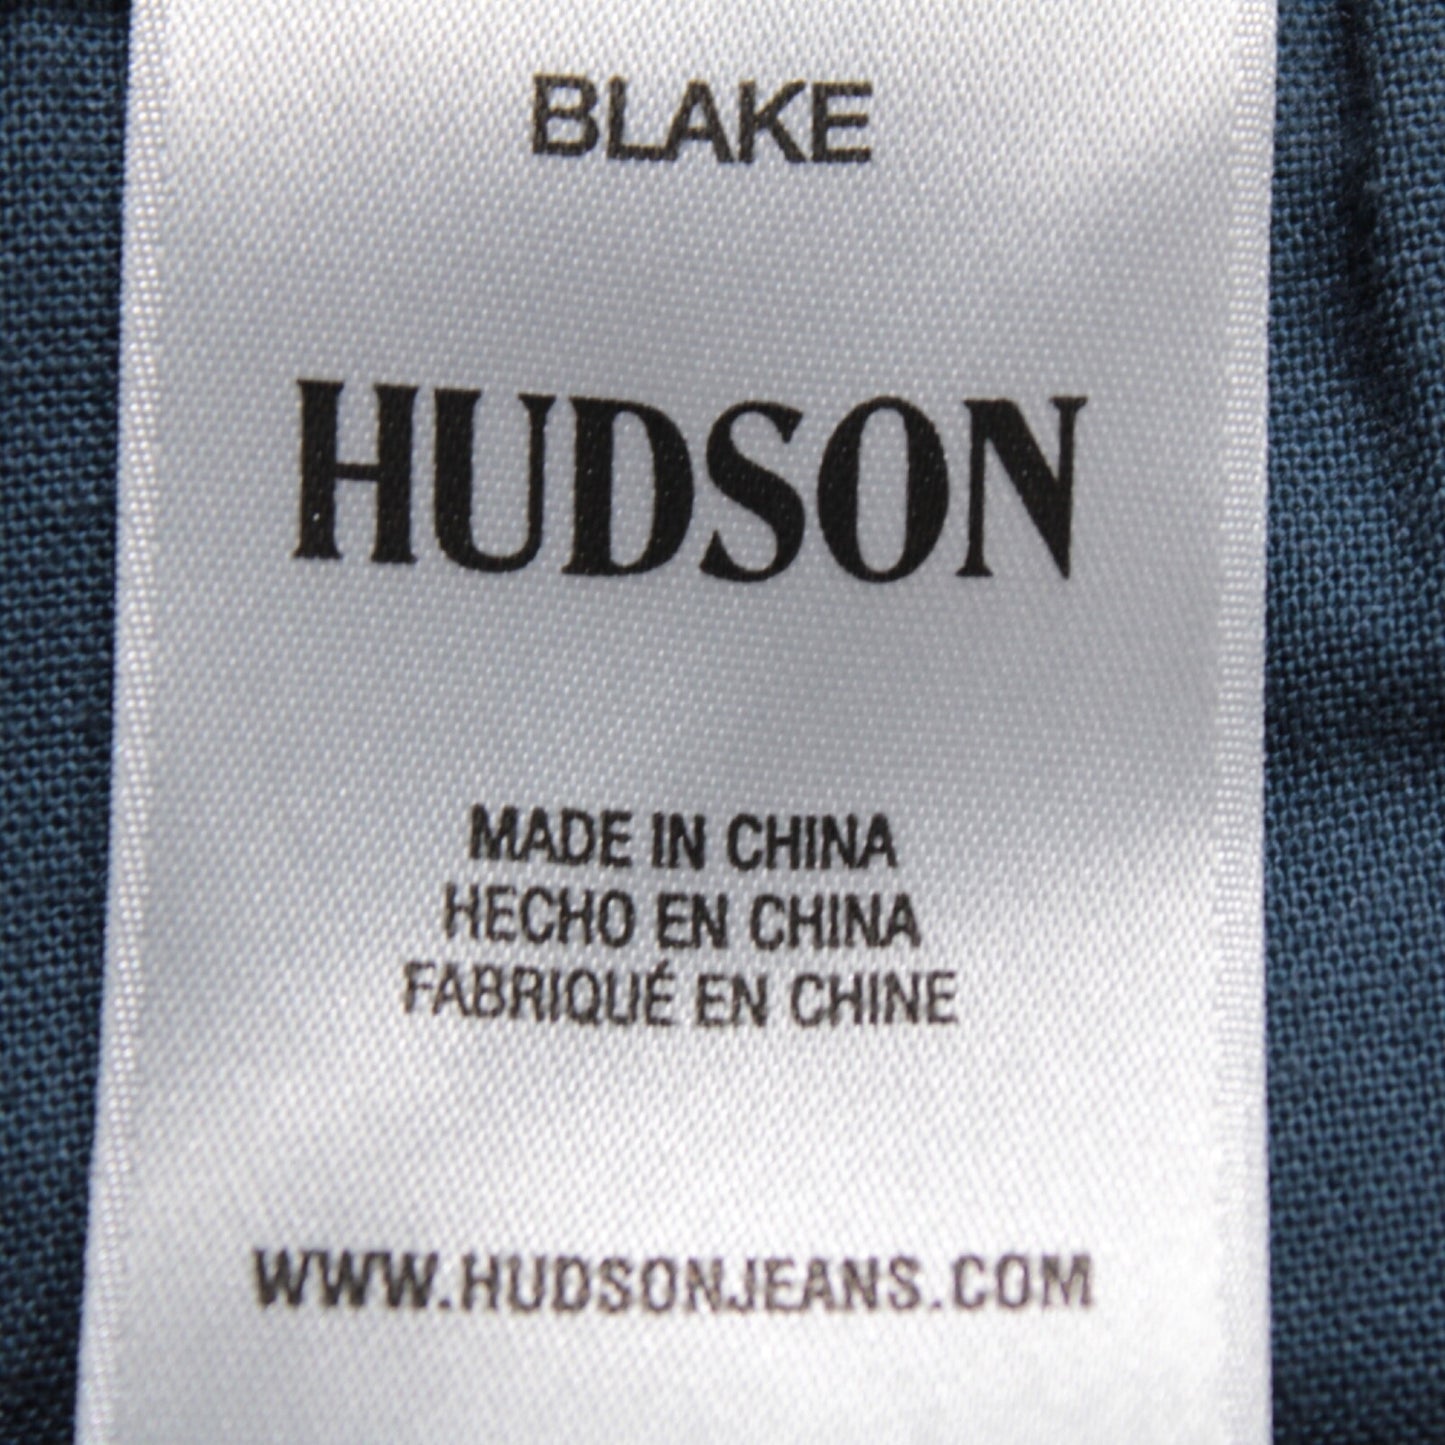 BLAKE
HUDSON
MADE IN CHINA
HECHO EN CHINA
FABRIQUÉ EN CHINE
WWW.HUDSONJEANS.COM